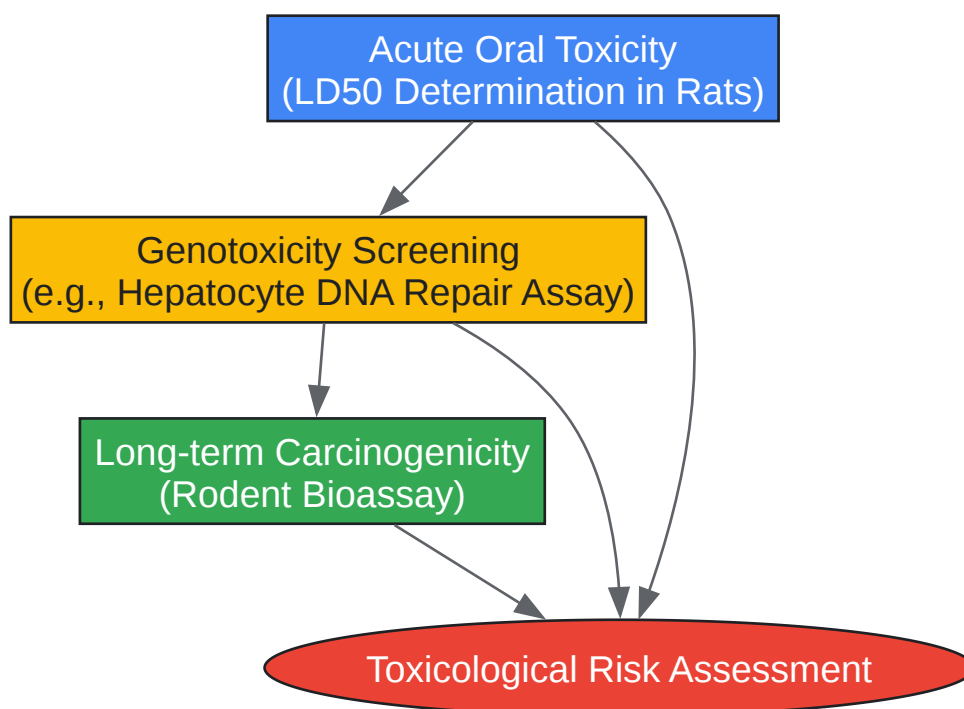 Acute Oral Toxicity
(LD50 Determination in Rats)
Genotoxicity Screening
(e.g., Hepatocyte DNA Repair Assay)
Long-term Carcinogenicity
(Rodent Bioassay)
Toxicological Risk Assessment